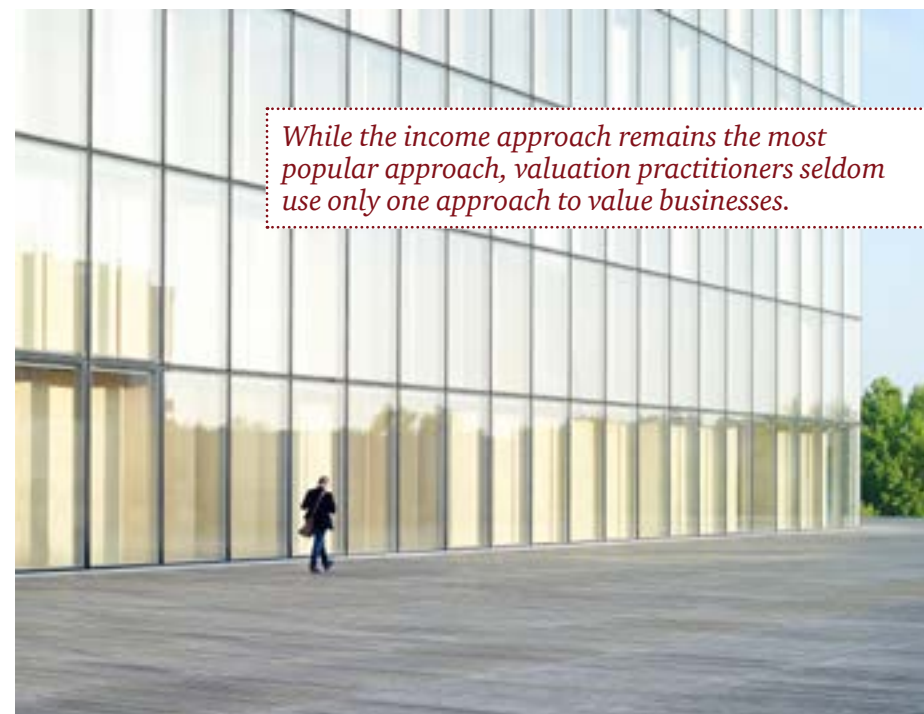 While the income approach remains the most
popular approach, valuation practitioners seldom
use only one approach to value businesses.